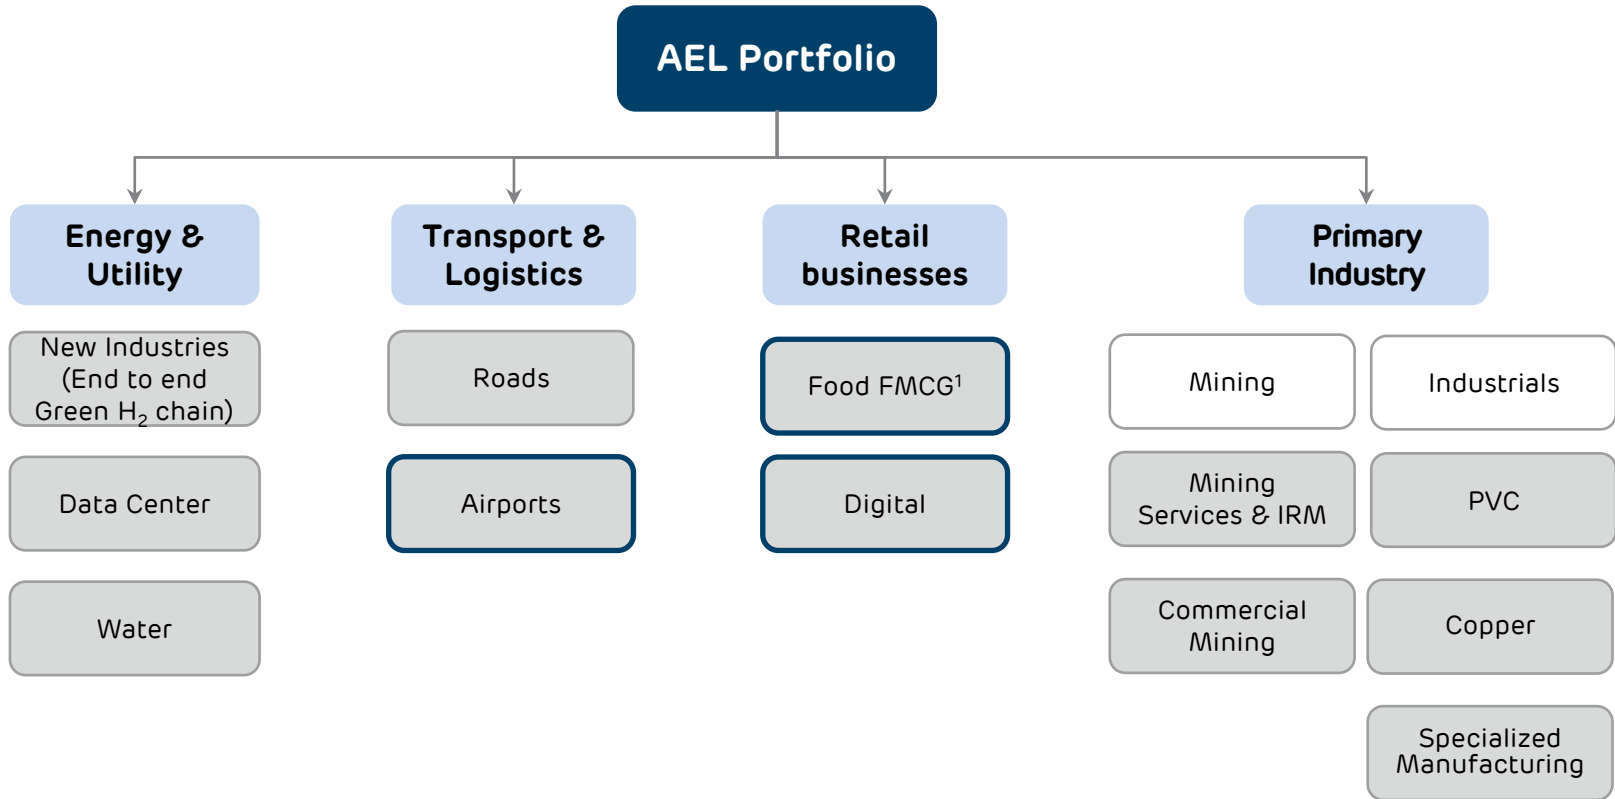 AEL Portfolio
Energy &
Utility
New Industries
(End to end
Green H₂ chain)
Data Center
Water
Transport &
Logistics
Roads
Airports
Retail
businesses
Food FMCG¹
Digital
Primary
Industry
Mining
Mining
Services & IRM
Commercial
Mining
Industrials
PVC
Copper
Specialized
Manufacturing